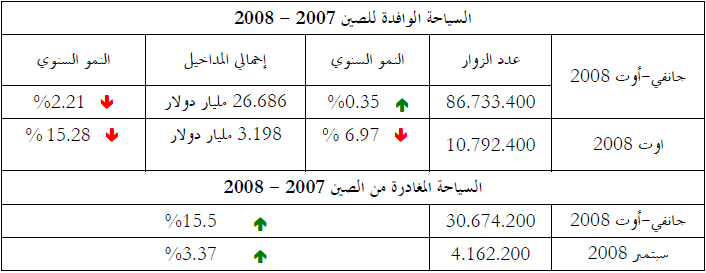 السياحة الوافدة للصين 2007 – 2008
جانفي-أوت 2008 عدد الزوار النمو السنوي إجمالي المداخيل النمو السنوي
86.733.400 %0.35 26.686 مليار دولار %2.21
اوت 2008 10.792.400 6.97 % 3.198 مليار دولار 15.28 %
السياحة المغادرة من الصين 2007 – 2008
جانفي-أوت 2008 30.674.200 %15.5
سبتمبر 2008 4.162.200 %3.37